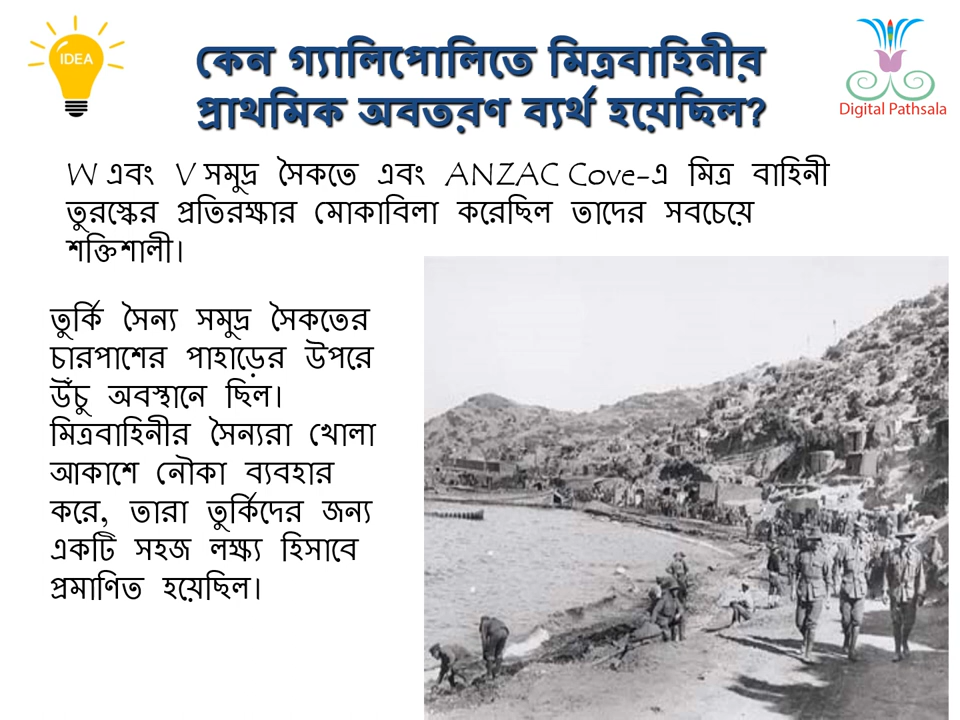 IDEA
কেন গ্যালিপোলিতে মিত্রবাহিনীর
প্রাথমিক অবতরণ ব্যর্থ হয়েছিল?
Digital Pathsala
W এবং V সমুদ্র সৈকতে এবং ANZAC Cove-এ মিত্র বাহিনী
তুরস্কের প্রতিরক্ষার মোকাবিলা করেছিল তাদের সবচেয়ে
শক্তিশালী।
তুর্কি সৈন্য সমুদ্র সৈকতের
চারপাশের পাহাড়ের উপরে
উঁচু অবস্থানে ছিল।
মিত্রবাহিনীর সৈন্যরা খোলা
আকাশে নৌকা ব্যবহার
করে, তারা তুর্কিদের জন্য
একটি সহজ লক্ষ্য হিসাবে
প্রমাণিত হয়েছিল।